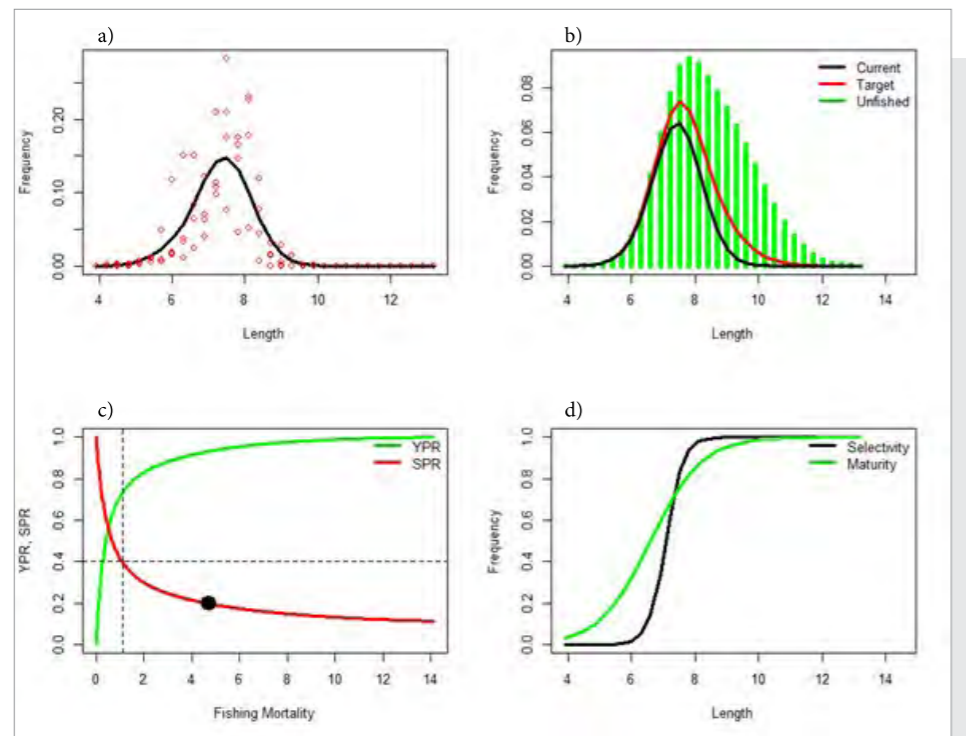 a)
0.20
0.10
0.00
Frequency
4 6 8 10 12
Length
b)
Current
Target
Unfished
0.08
0.06
0.04
0.02
0.00
Frequency
4 6 8 10 12 14
Length
c)
YPR
SPR
1.0
0.8
0.6
0.4
0.2
0.0
YPR, SPR
0 2 4 6 8 10 12 14
Fishing Mortality
d)
Selectivity
Maturity
1.0
0.8
0.6
0.4
0.2
0.0
Frequency
4 6 8 10 12 14
Length